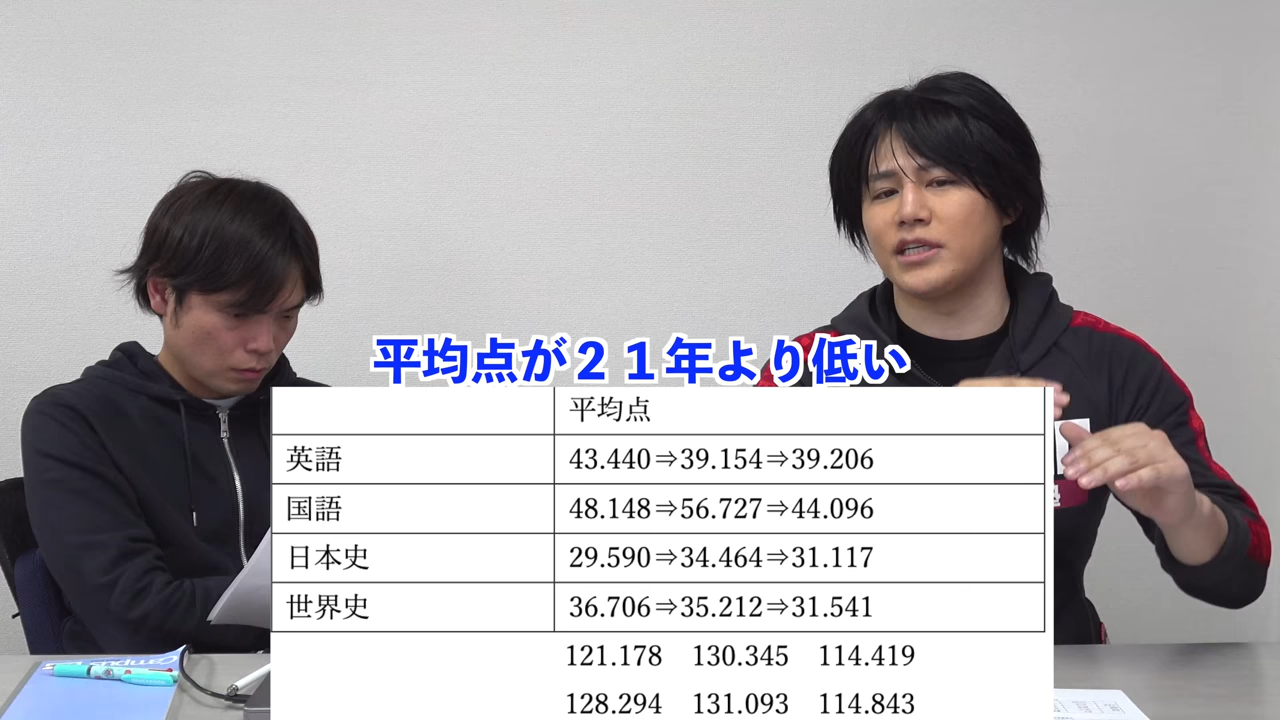 平均点が２１年より低い
平均点
英語 43.440⇒39.154⇒39.206
国語 48.148⇒56.727⇒44.096
日本史 29.590⇒34.464⇒31.117
世界史 36.706⇒35.212⇒31.541
121.178 130.345 114.419
128.294 131.093 114.843
Campus